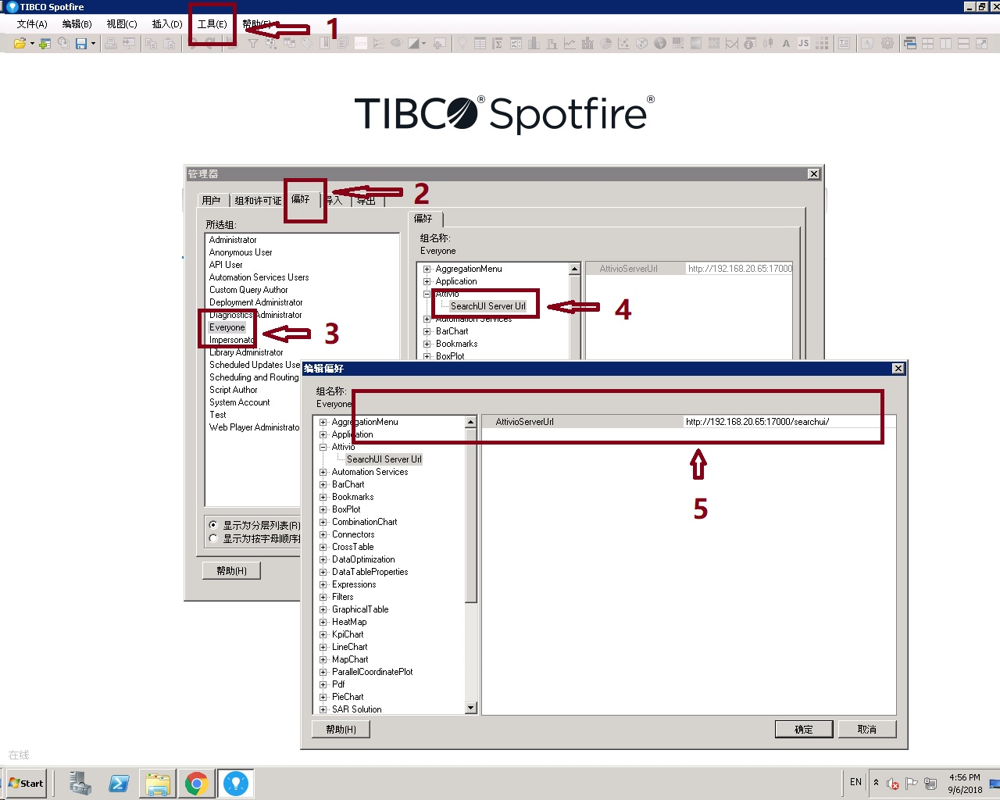 TIBCO Spotfire
文件(A) 编辑(B) 视图(C) 插入(D) 工具(E) 帮助(F)
1
TIBCO® Spotfire®
管理器
用户 组和许可证 偏好 导入 导出
2
所选组:
Administrator
Anonymous User
API User
Automation Services Users
Custom Query Author
Deployment Administrator
Diagnostics Administrator
Everyone
Impersonato
Library Administrator
Scheduled Updates Use
Scheduling and Routing
Script Author
System Account
Test
Web Player Administrato
3
显示为分层列表(R)
显示为按字母顺序
帮助(H)
偏好
组名称:
Everyone
AggregationMenu
Application
Attivio
SearchUI Server Url
Automation Services
BarChart
Bookmarks
BoxPlot
AttivioServerUrl http://192.168.20.65:17000
4
编辑偏好
组名称:
Everyone
AggregationMenu
Application
Attivio
SearchUI Server Url
Automation Services
BarChart
Bookmarks
BoxPlot
CombinationChart
Connectors
CrossTable
DataOptimization
DataTableProperties
Expressions
Filters
GraphicalTable
HeatMap
KpiChart
LineChart
MapChart
ParallelCoordinatePlot
Pdf
PieChart
SAR Solution
AttivioServerUrl http://192.168.20.65:17000/searchui/
5
帮助(H) 确定 取消
在线
Start
EN
4:56 PM
9/6/2018